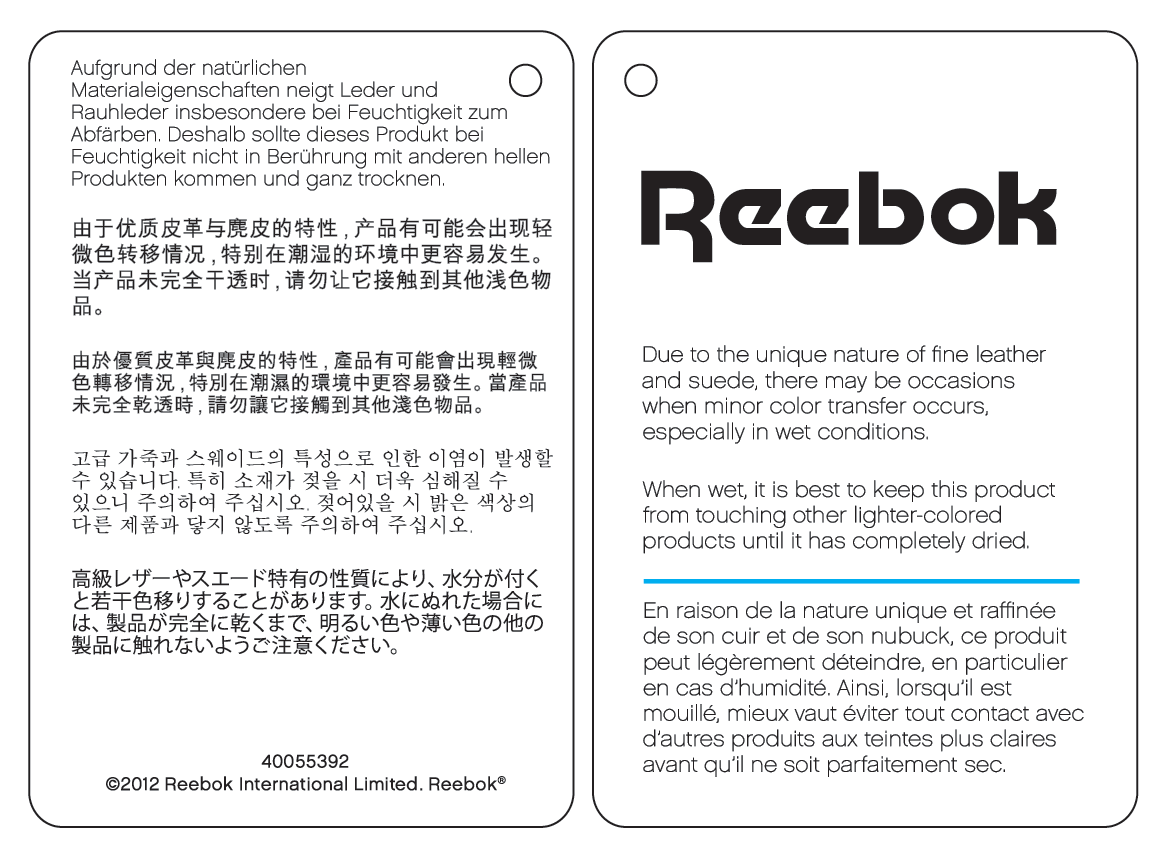 Aufgrund der natürlichen
Materialeigenschaften neigt Leder und
Rauhleder insbesondere bei Feuchtigkeit zum
Abfärben. Deshalb sollte dieses Produkt bei
Feuchtigkeit nicht in Berührung mit anderen hellen
Produkten kommen und ganz trocknen.
由于优质皮革与麂皮的特性,产品有可能会出现轻
微色转移情况,特别在潮湿的环境中更容易发生。
当产品未完全干透时,请勿让它接触到其他浅色物
品。
由於優質皮革與麂皮的特性,產品有可能會出現輕微
色轉移情況,特別在潮濕的環境中更容易發生。當產品
未完全乾透時,請勿讓它接觸到其他淺色物品。
고급 가죽과 스웨이드의 특성으로 인한 이염이 발생할
수 있습니다. 특히 소재가 젖을 시 더욱 심해질 수
있으니 주의하여 주십시오. 젖어있을 시 밝은 색상의
다른 제품과 닿지 않도록 주의하여 주십시오.
高級レザーやスエード特有の性質により、水分が付く
と若干色移りすることがあります。水にぬれた場合に
は、製品が完全に乾くまで、明るい色や薄い色の他の
製品に触れないようご注意ください。
40055392
©2012 Reebok International Limited. Reebok®
Reebok
Due to the unique nature of fine leather
and suede, there may be occasions
when minor color transfer occurs,
especially in wet conditions.
When wet, it is best to keep this product
from touching other lighter-colored
products until it has completely dried.
En raison de la nature unique et raffinée
de son cuir et de son nubuck, ce produit
peut légèrement déteindre, en particulier
en cas d'humidité. Ainsi, lorsqu'il est
mouillé, mieux vaut éviter tout contact avec
d'autres produits aux teintes plus claires
avant qu'il ne soit parfaitement sec.